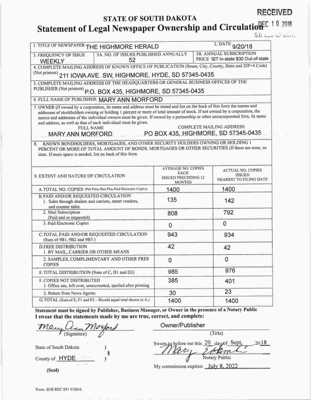 RECEIVED
STATE OF SOUTH DAKOTA
DEC 10 2018
Statement of Legal Newspaper Ownership and Circulation
1. TITLE OF NEWSPAPER THE HIGHMORE HERALD
2. DATE 9/20/18
3. FREQUENCY OF ISSUE WEEKLY
3A. NO. OF ISSUES PUBLISHED ANNUALLY 52
3B. ANNUAL SUBSCRIPTION PRICE $27 In-state $30 Out-of-state
4. COMPLETE MAILING ADDRESS OF KNOWN OFFICE OF PUBLICATION (Street, City, County, State and ZIP+4 Code)
(Not printers) 211 IOWA AVE. SW, HIGHMORE, HYDE, SD 57345-0435
5. COMPLETE MAILING ADDRESS OF THE HEADQUARTERS OR GENERAL BUSINESS OFFICES OF THE
PUBLISHER (Not printers) P.O. BOX 435, HIGHMORE, SD 57345-0435
6. FULL NAME OF PUBLISHER MARY ANN MORFORD
7. OWNER (If owned by a corporation, its name and address must be stated and list on the back of this form the names and
addresses of stockholders owning or holding 1 percent or more of total amount of stock. If not owned by a corporation, the
names and addresses of the individual owners must be given. If owned by a partnership or other unincorporated firm, its name
and address, as well as that of each individual must be given.
FULL NAME
COMPLETE MAILING ADDRESS
MARY ANN MORFORD
PO BOX 435, HIGHMORE, SD 57345-0435
8. KNOWN BONDHOLDERS, MORTGAGES, AND OTHER SECURITY HOLDERS OWNING OR HOLDING 1
PERCENT OR MORE OF TOTAL AMOUNT OF BONDS, MORTGAGES OR OTHER SECURITIES (If there are none, so
state. If more space is needed, list on back of this form
9. EXTENT AND NATURE OF CIRCULATION
AVERAGE NO. COPIES EACH ISSUED PRECEDING 12 MONTHS
ACTUAL NO. COPIES ISSUED NEAREST TO FILING DATE
A. TOTAL NO. COPIES (Net Press Run Plus Paid Electronic Copies) 1400 1400
B. PAID AND/OR REQUESTED CIRCULATION
1. Sales through dealers and carriers, street vendors,
and counter sales. 135 142
2. Mail Subscription
(Paid and or requested) 808 792
3. Paid Electronic Copies 0 0
C. TOTAL PAID AND/OR REQUESTED CIRCULATION
(Sum of 9B1, 9B2 and 9B3.) 943 934
D. FREE DISTRIBUTION
1. BY MAIL, CARRIER OR OTHER MEANS 42 42
2. SAMPLES, COMPLIMENTARY AND OTHER FREE
COPIES 0 0
E. TOTAL DISTRIBUTION (Sum of C, D1 and D2) 985 976
F. COPIES NOT DISTRIBUTED
1. Office use, left over, unaccounted, spoiled after printing 385 401
2. Return from News Agents 30 23
G. TOTAL (Sum of E, F1 and F2 - Should equal total shown in A.) 1400 1400
Statement must be signed by Publisher, Business Manager, or Owner in the presence of a Notary Public
I swear that the statements made by me are true, correct, and complete:
Mary Ann Morford
Owner/Publisher
(Signature)
(Title)
State of South Dakota )
Sworn to before me this 20 day of Sept, 2018
County of HYDE )
Notary Public
(Seal)
My commission expires July 8, 2022